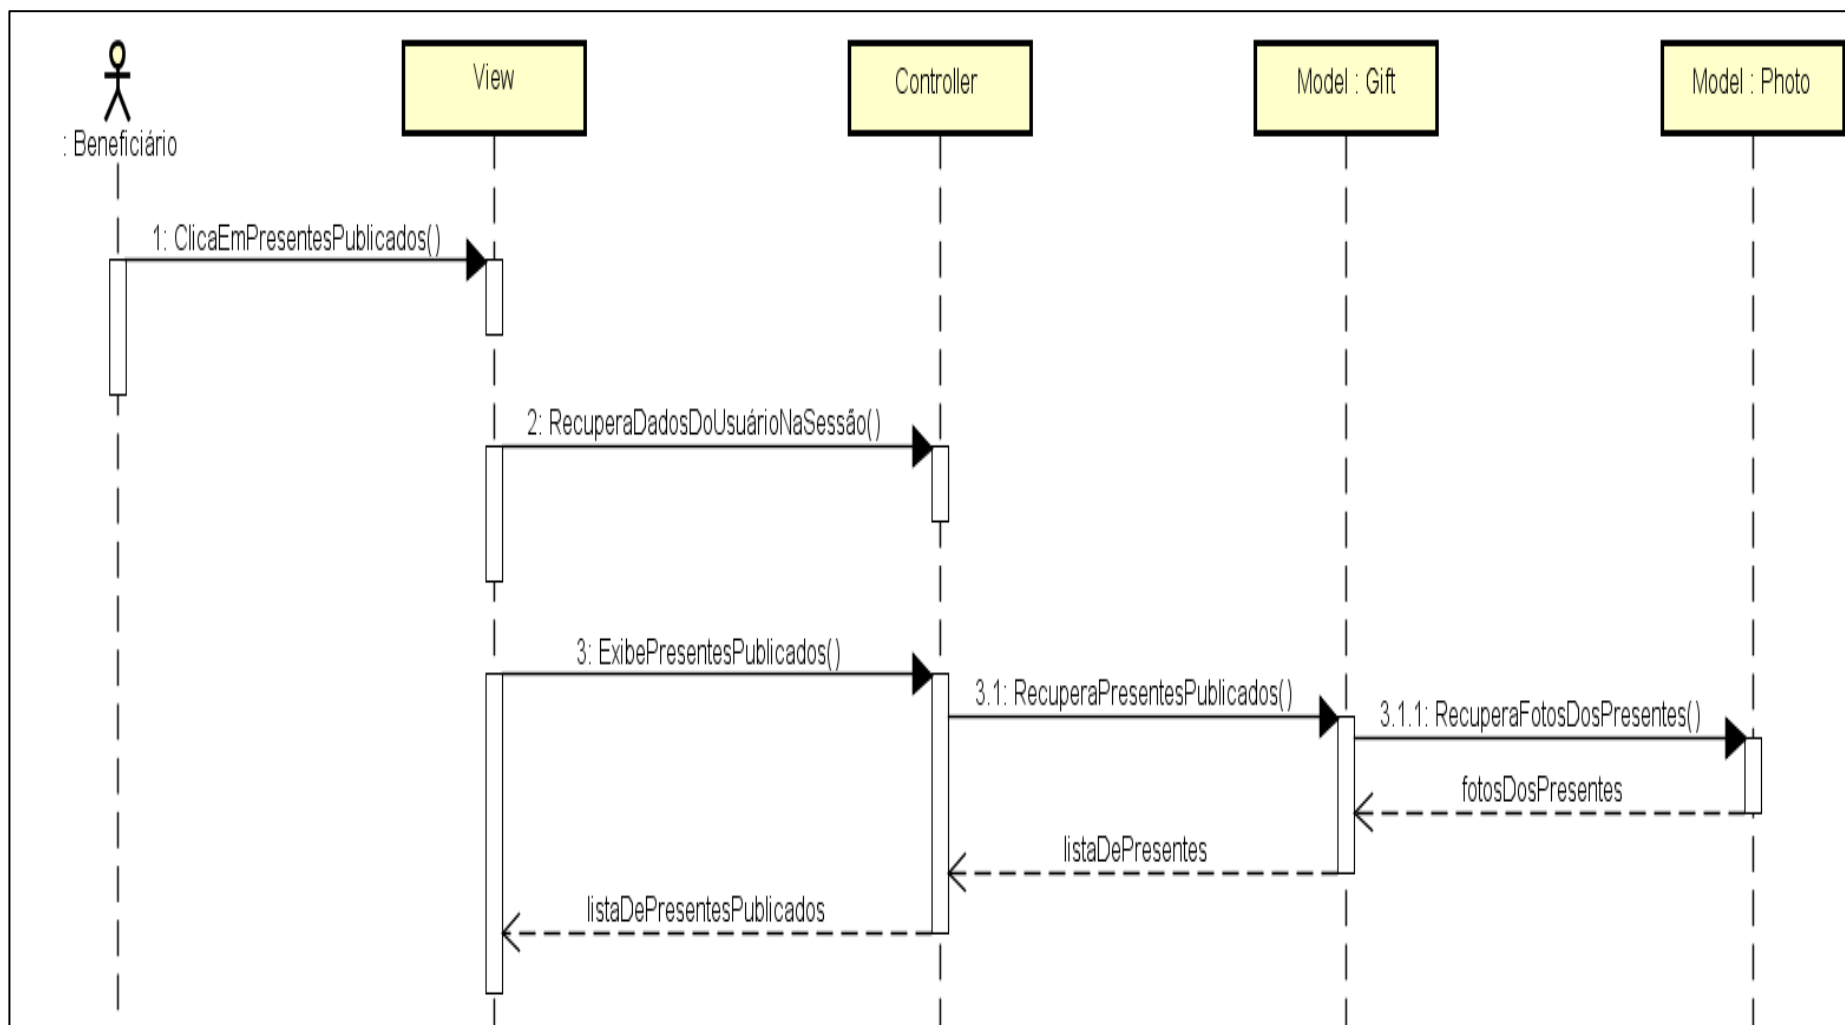 View
Controller
Model : Gift
Model : Photo
: Beneficiário
1: ClicaEmPresentesPublicados()
2: RecuperaDadosDoUsuárioNaSessão()
3: ExibePresentesPublicados()
3.1: RecuperaPresentesPublicados()
3.1.1: RecuperaFotosDosPresentes()
fotosDosPresentes
listaDePresentes
listaDePresentesPublicados